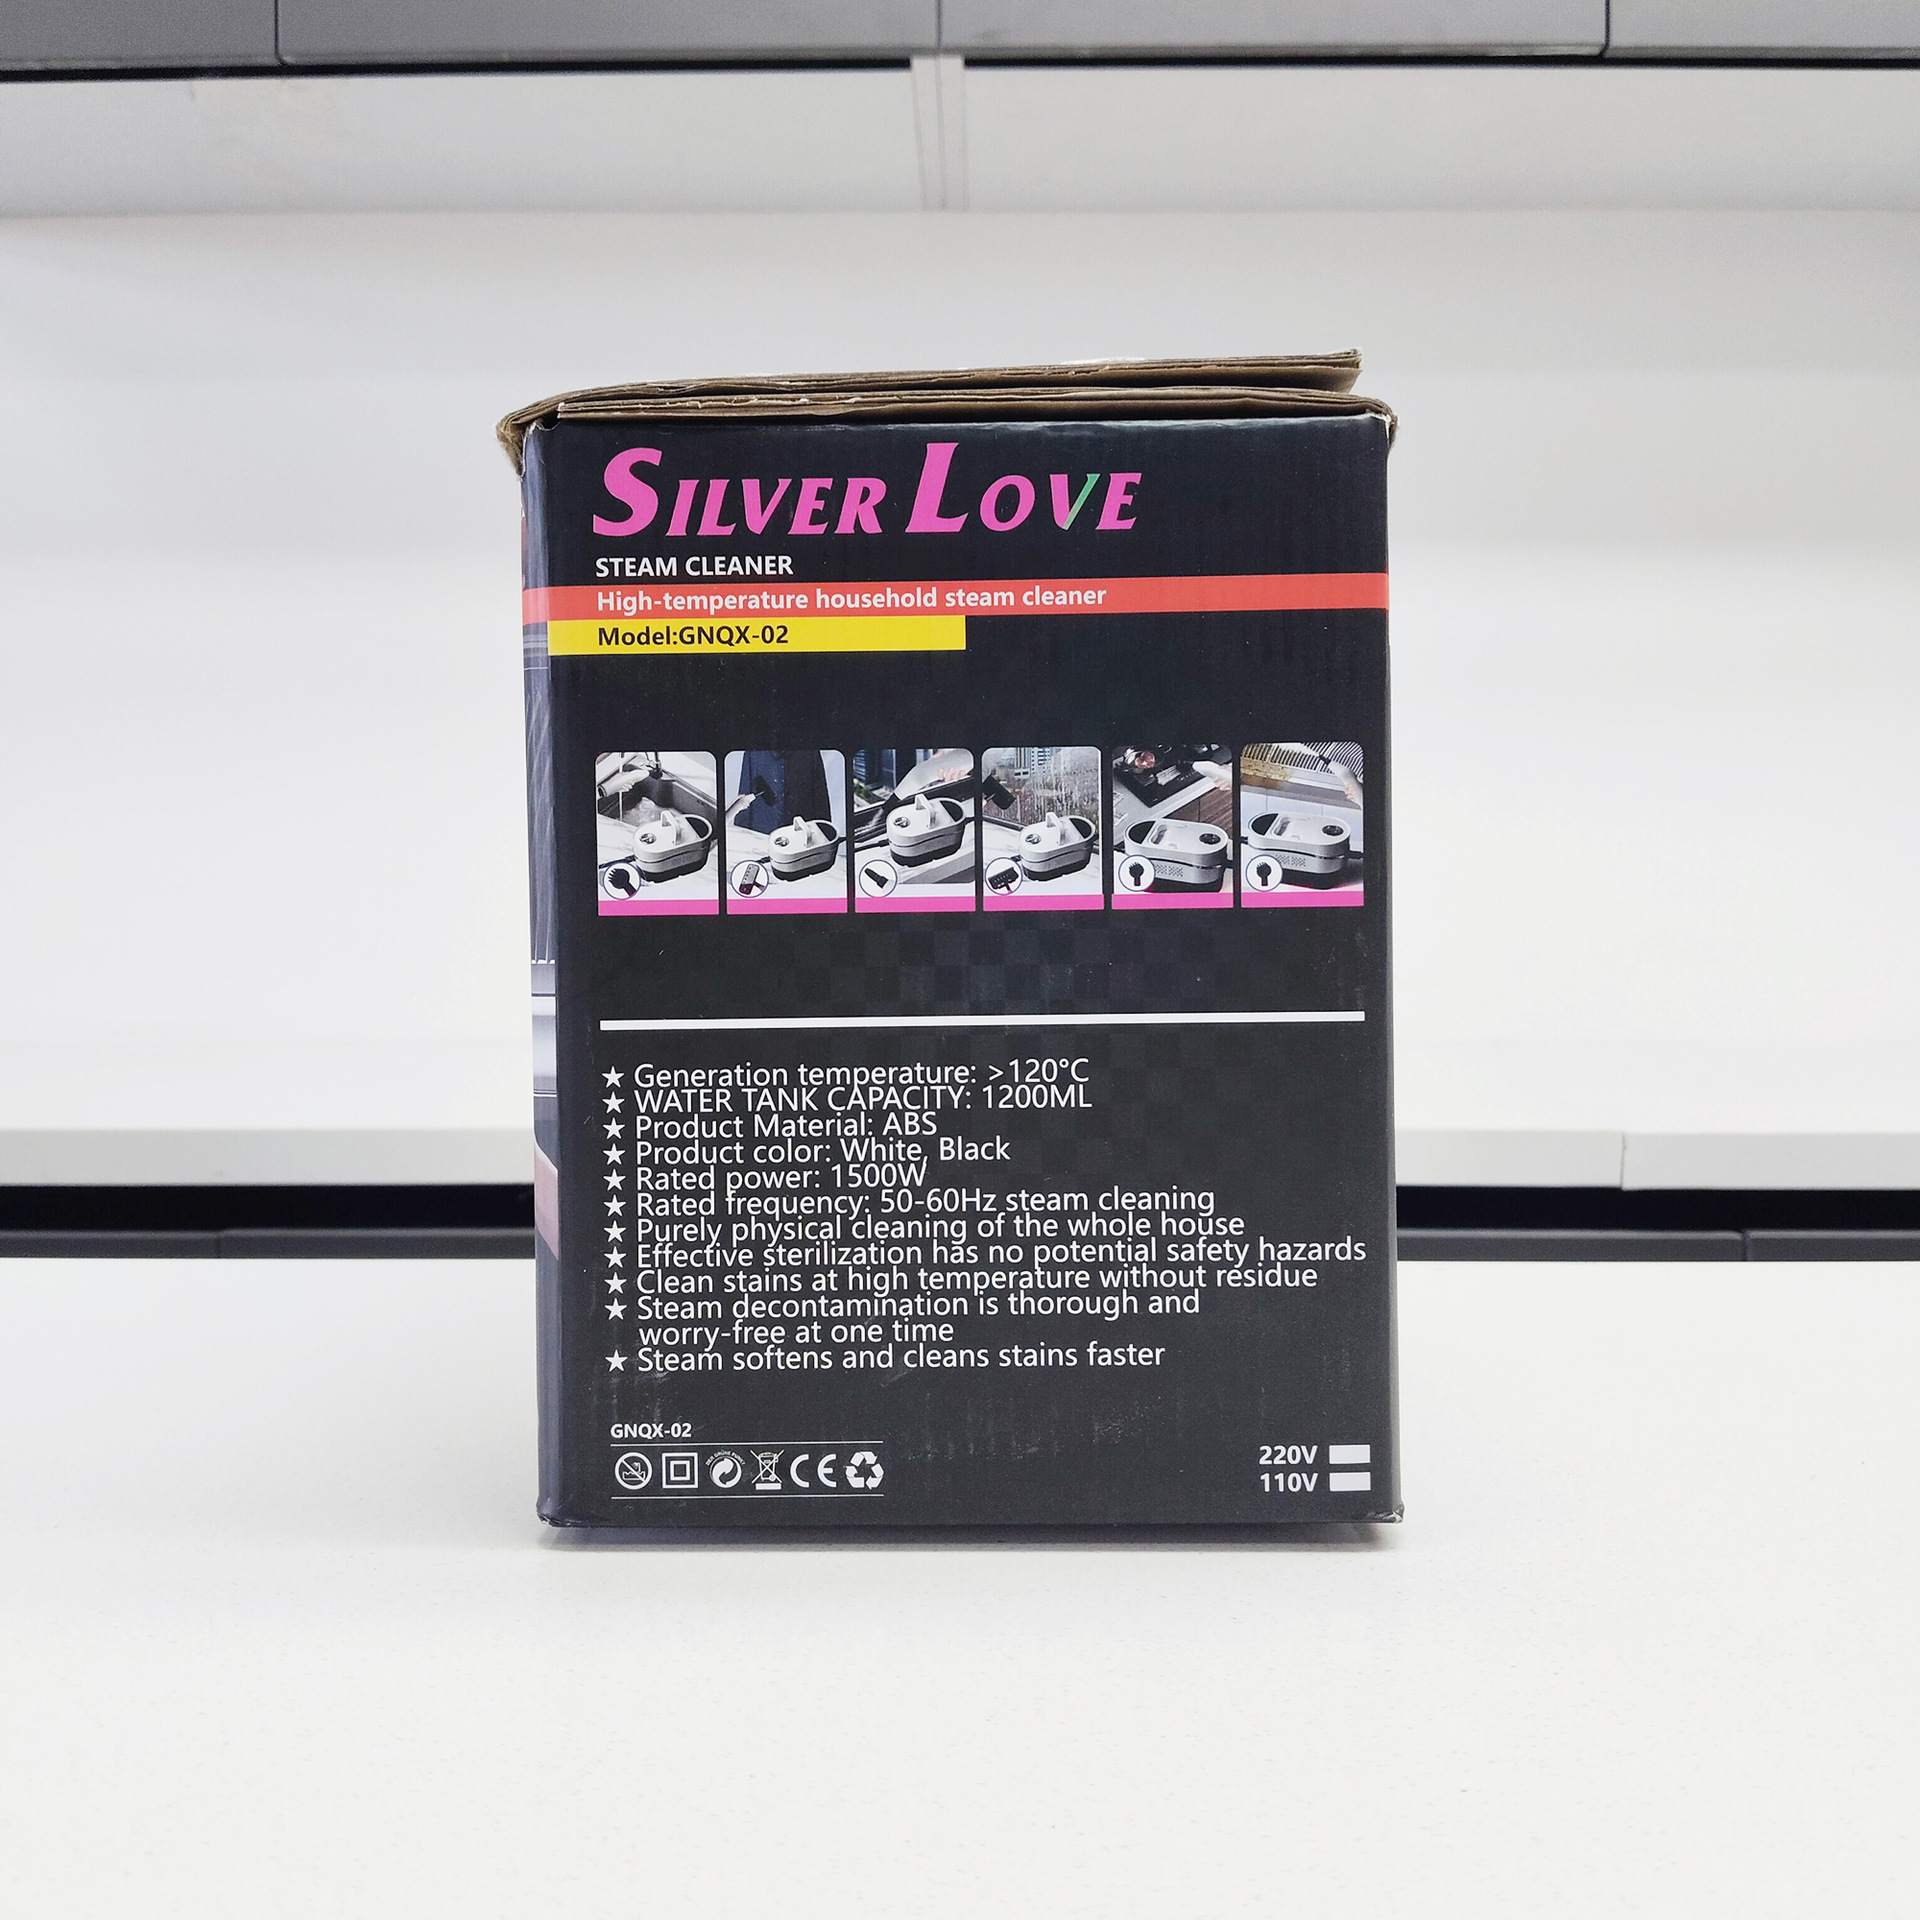 SILVER LOVE
STEAM CLEANER
High-temperature household steam cleaner
Model:GNQX-02
★ Generation temperature: >120°C
★ WATER TANK CAPACITY: 1200ML
★ Product Material: ABS
★ Product color: White, Black
★ Rated power: 1500W
★ Rated frequency: 50-60Hz steam cleaning
★ Purely physical cleaning of the whole house
★ Effective sterilization has no potential safety hazards
★ Clean stains at high temperature without residue
★ Steam decontamination is thorough and
worry-free at one time
★ Steam softens and cleans stains faster
GNQX-02
DER GRÜNE PUNKT
CE
220V
110V